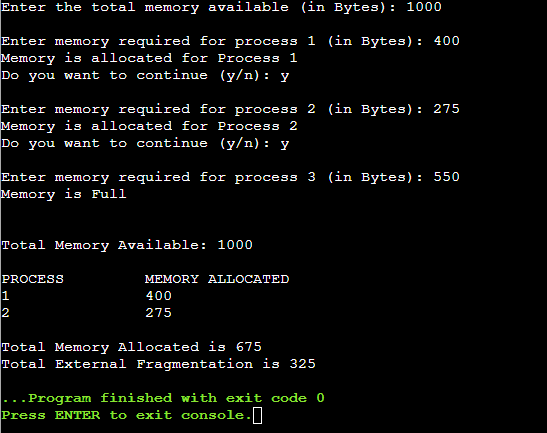 Enter the total memory available (in Bytes): 1000
Enter memory required for process 1 (in Bytes): 400
Memory is allocated for Process 1
Do you want to continue (y/n): y
Enter memory required for process 2 (in Bytes): 275
Memory is allocated for Process 2
Do you want to continue (y/n): y
Enter memory required for process 3 (in Bytes): 550
Memory is Full
Total Memory Available: 1000
PROCESS MEMORY ALLOCATED
1 400
2 275
Total Memory Allocated is 675
Total External Fragmentation is 325
...Program finished with exit code 0
Press ENTER to exit console.